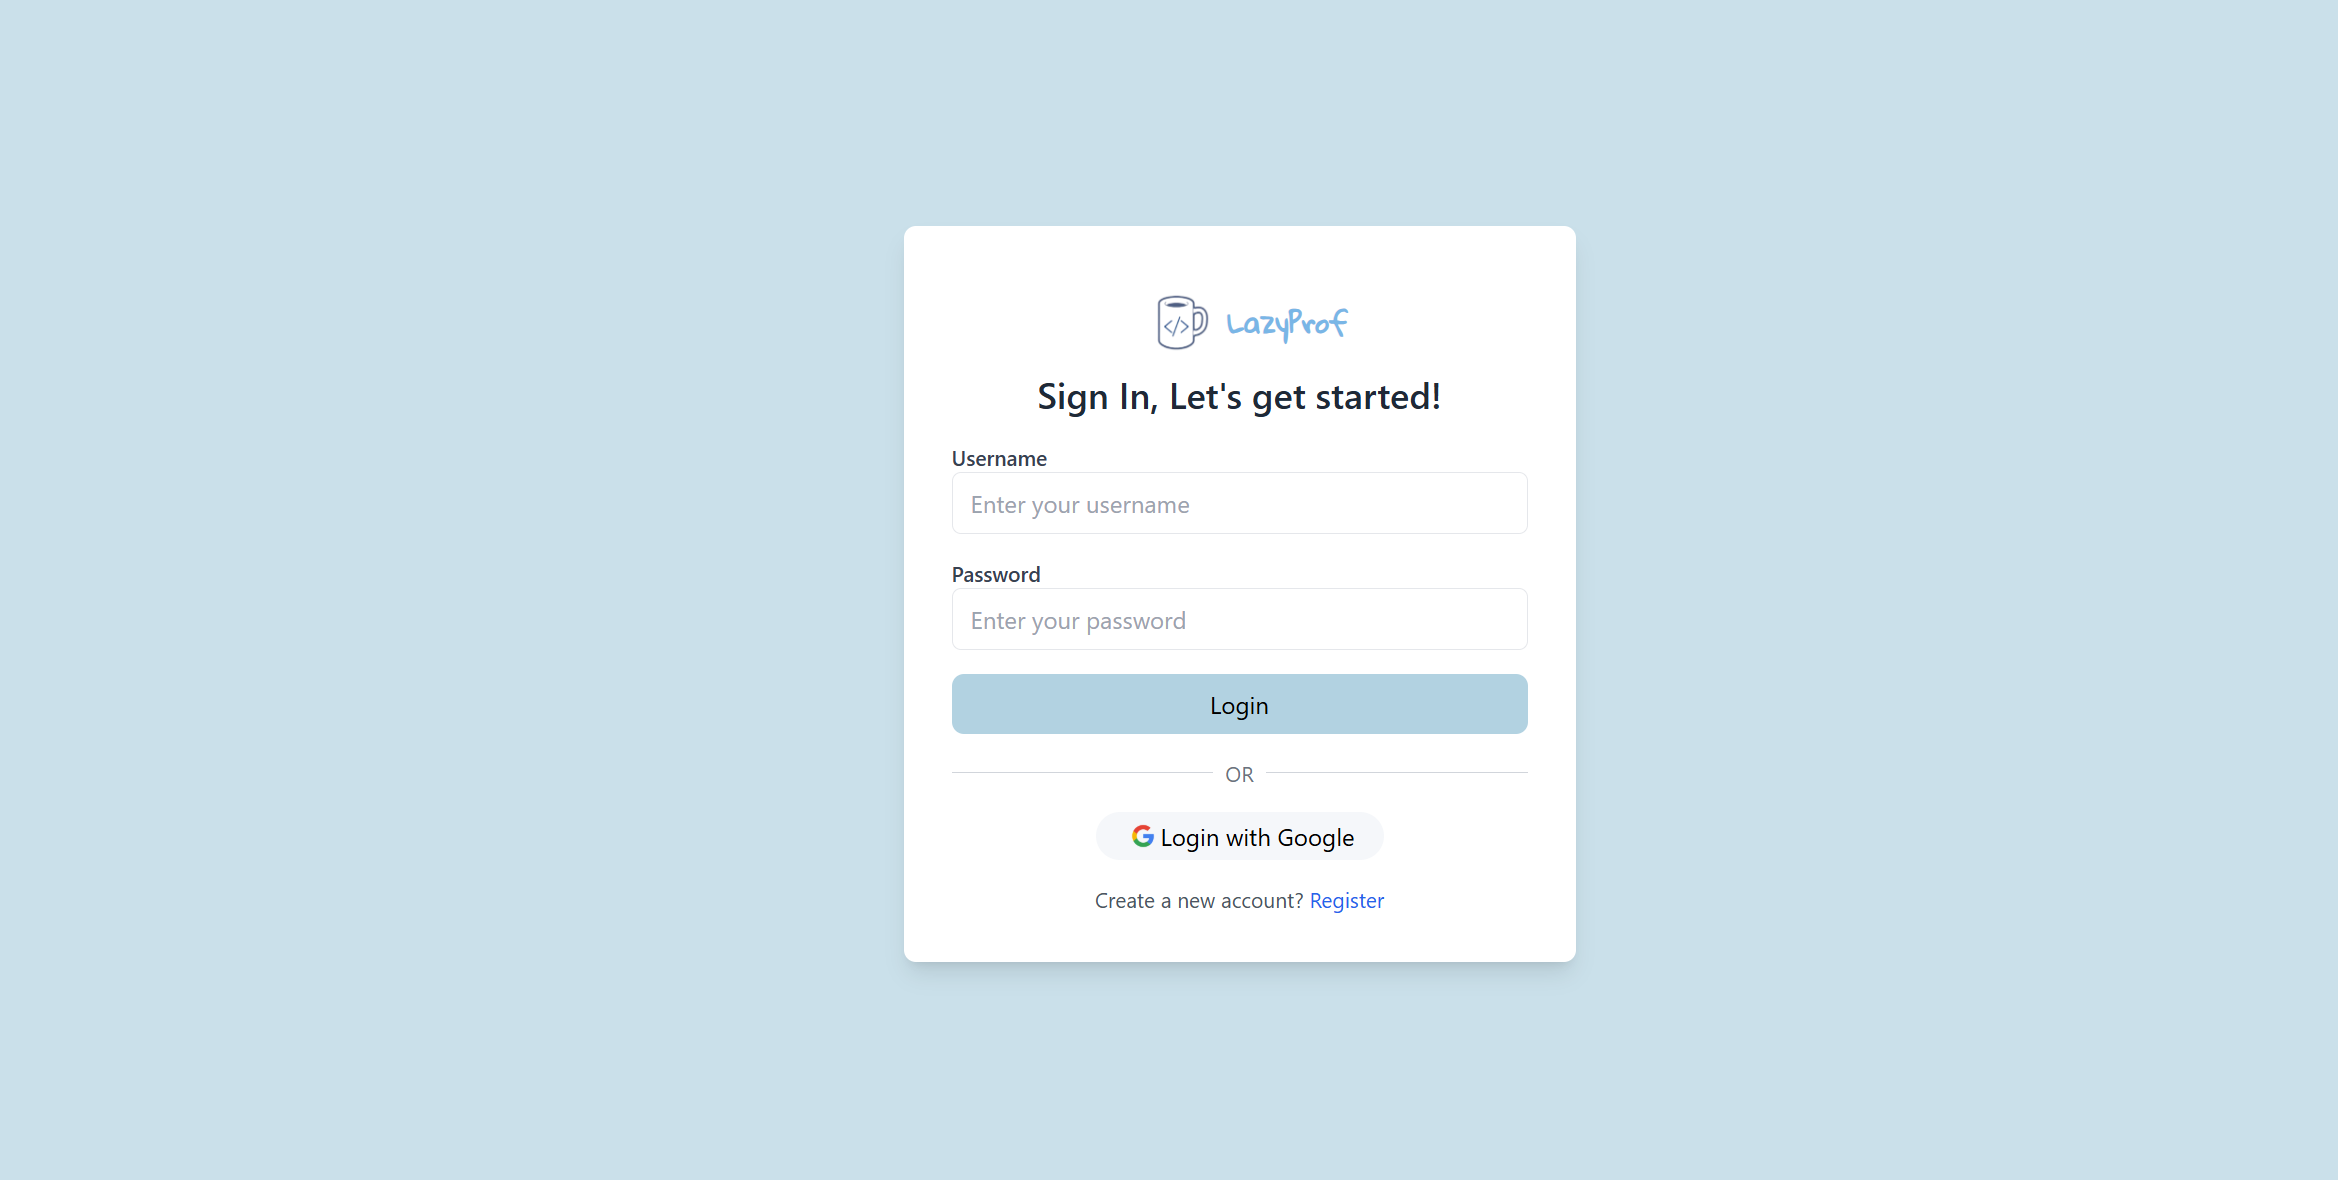 </>
LazyProf
Sign In, Let's get started!
Username
Enter your username
Password
Enter your password
Login
OR
Login with Google
Create a new account? Register